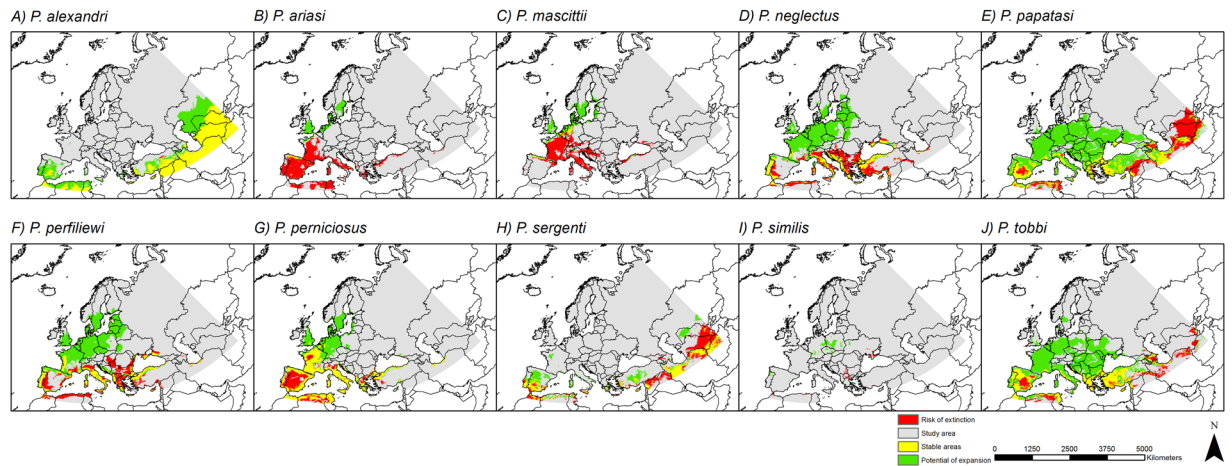 A) P. alexandri
B) P. ariasi
C) P. mascittii
D) P. neglectus
E) P. papatasi
F) P. perfiliewi
G) P. perniciosus
H) P. sergenti
I) P. similis
J) P. tobbi
Risk of extinction
Study area
Stable areas
Potential of expansion
0 1250 2500 3750 5000
Kilometers
N